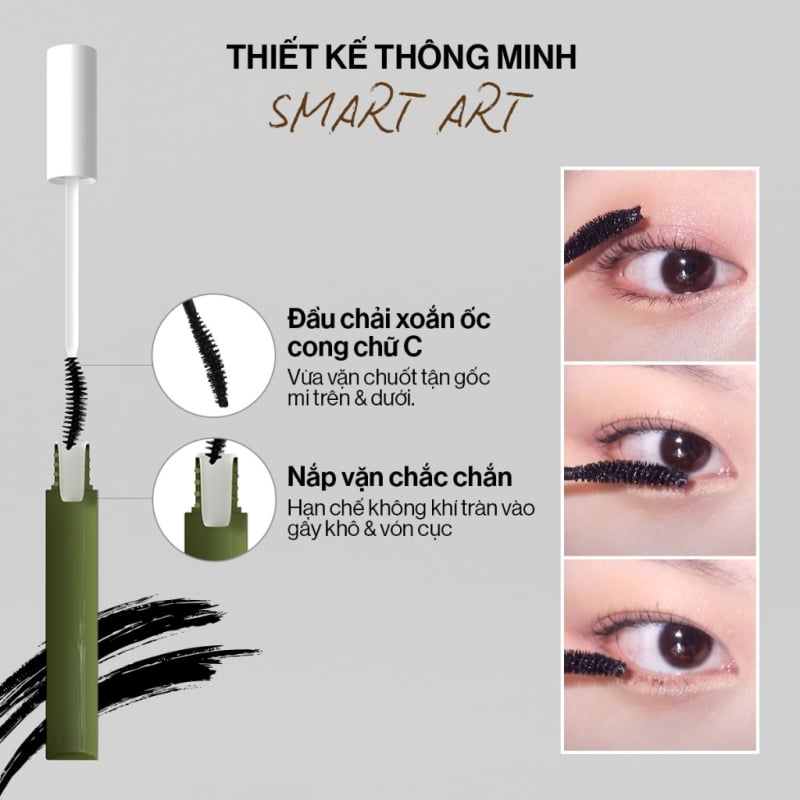 THIẾT KẾ THÔNG MINH
SMART ART
Đầu chải xoắn ốc
cong chữ C
Vừa vặn chuốt tận gốc
mi trên & dưới.
Nắp vặn chắc chắn
Hạn chế không khí tràn vào
gây khô & vón cục